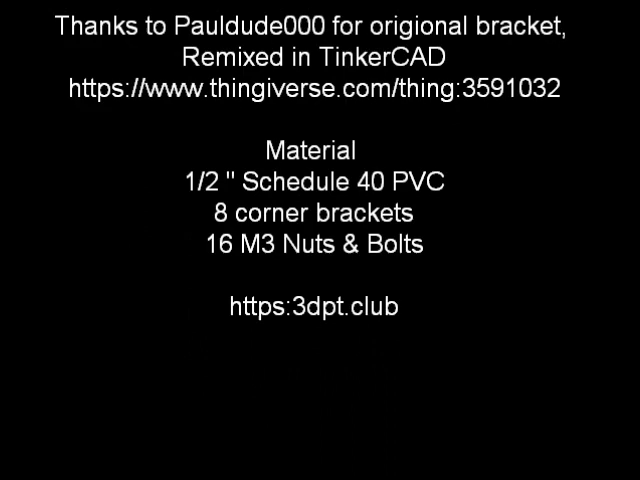 Thanks to Pauldude000 for origional bracket,
Remixed in TinkerCAD
https://www.thingiverse.com/thing:3591032
Material
1/2 " Schedule 40 PVC
8 corner brackets
16 M3 Nuts & Bolts
https:3dpt.club